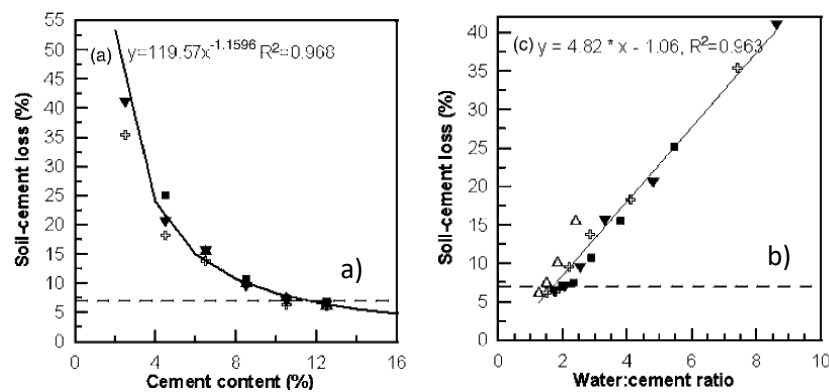 55
50
45
40
35
30
25
20
15
10
5
0
Soil-cement loss (%)
(a) y=119.57x^-1.1596 R²=0.968
a)
0 4 8 12 16
Cement content (%)
40
35
30
25
20
15
10
5
0
Soil-cement loss (%)
(c) y = 4.82 * x - 1.06, R²=0.963
b)
0 2 4 6 8 10
Water:cement ratio